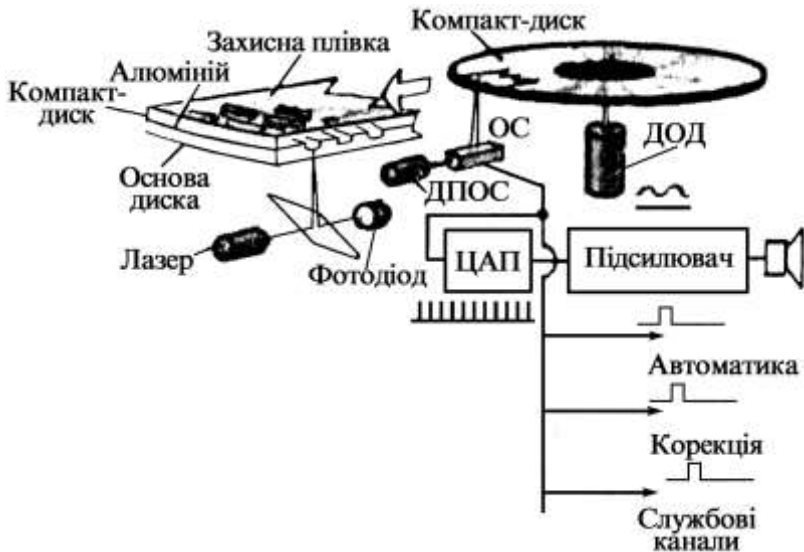 Компакт-диск
Захисна плівка
Алюміній
Компакт-
диск
ОС
ДОД
Основа
диска
ДПОС
Лазер
Фотодіод
ЦАП
Підсилювач
Автоматика
Корекція
Службові
канали